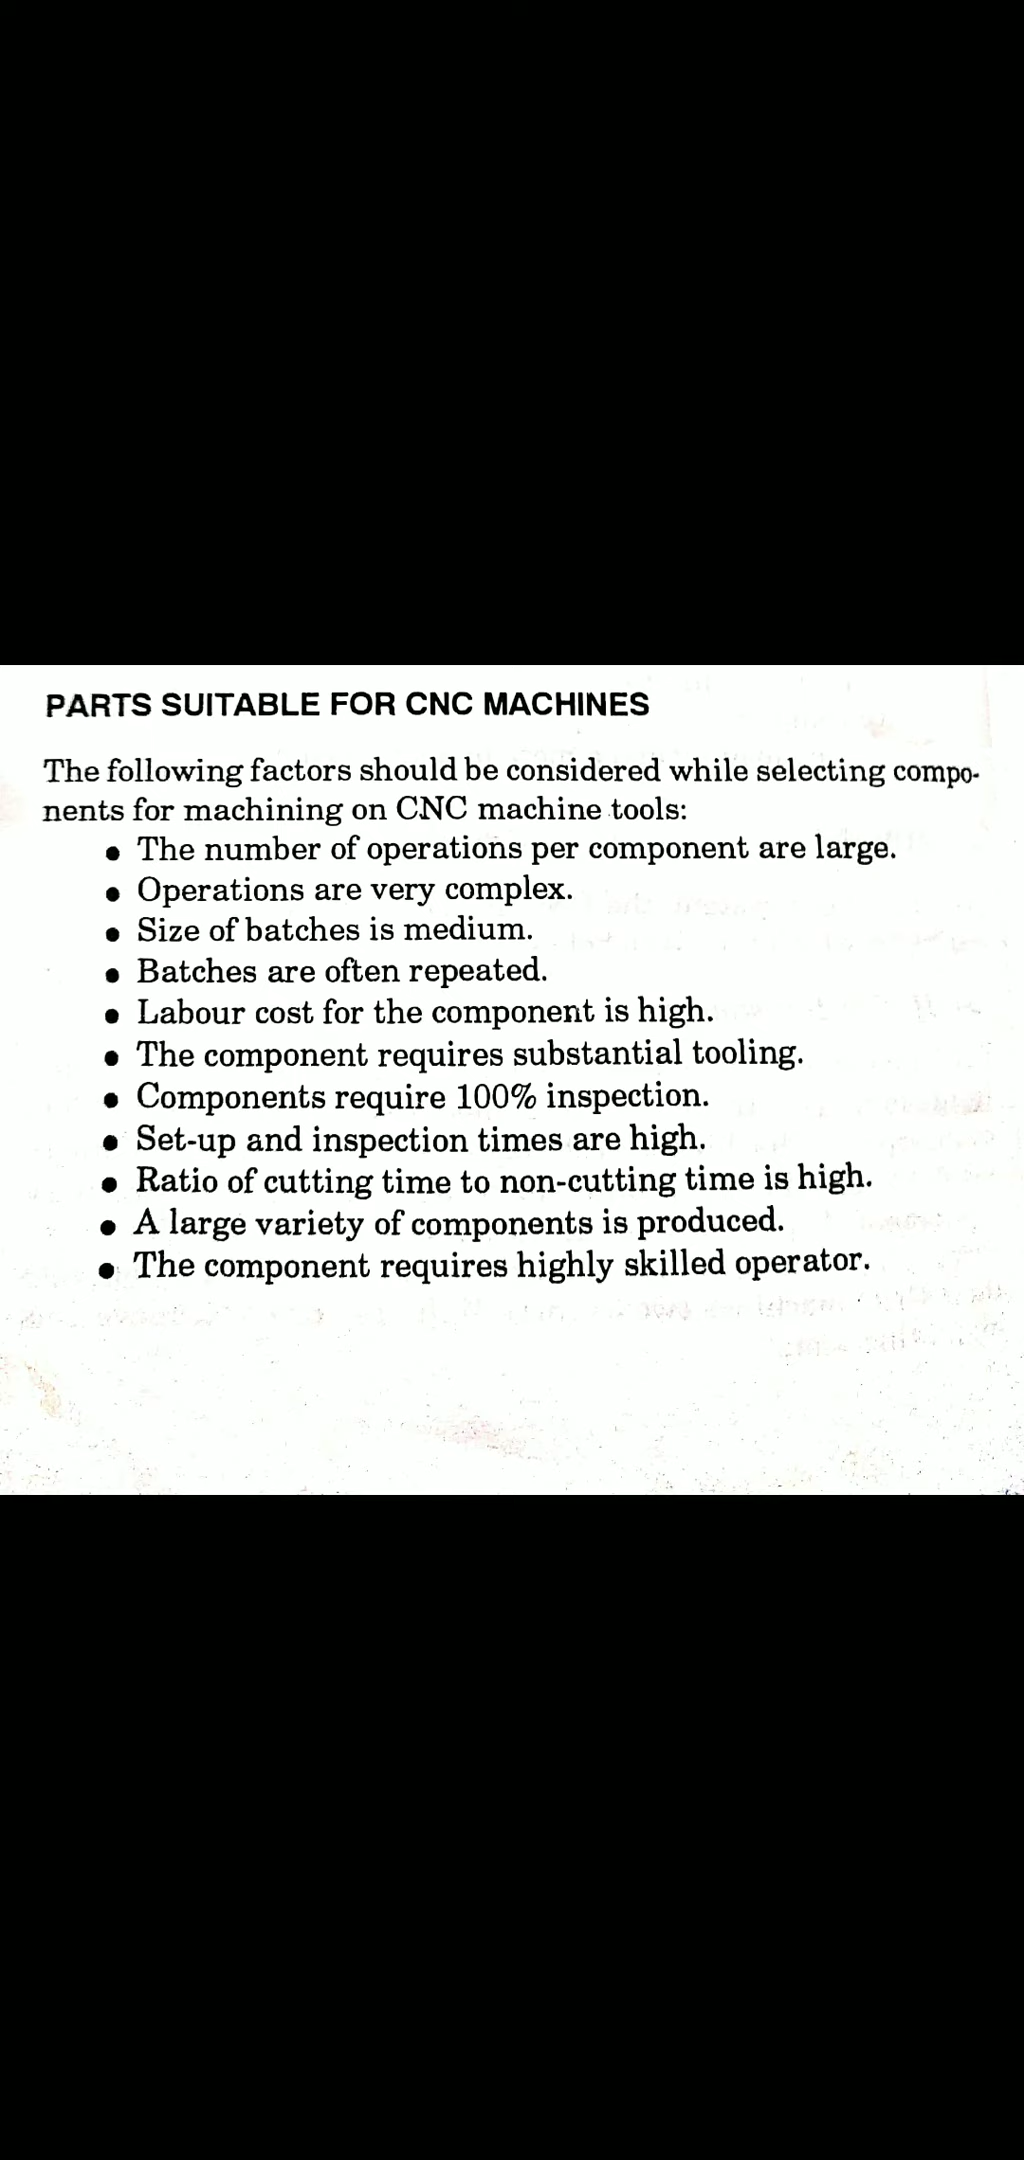 PARTS SUITABLE FOR CNC MACHINES
The following factors should be considered while selecting compo-
nents for machining on CNC machine tools:
• The number of operations per component are large.
• Operations are very complex.
• Size of batches is medium.
• Batches are often repeated.
• Labour cost for the component is high.
• The component requires substantial tooling.
• Components require 100% inspection.
• Set-up and inspection times are high.
• Ratio of cutting time to non-cutting time is high.
• A large variety of components is produced.
• The component requires highly skilled operator.